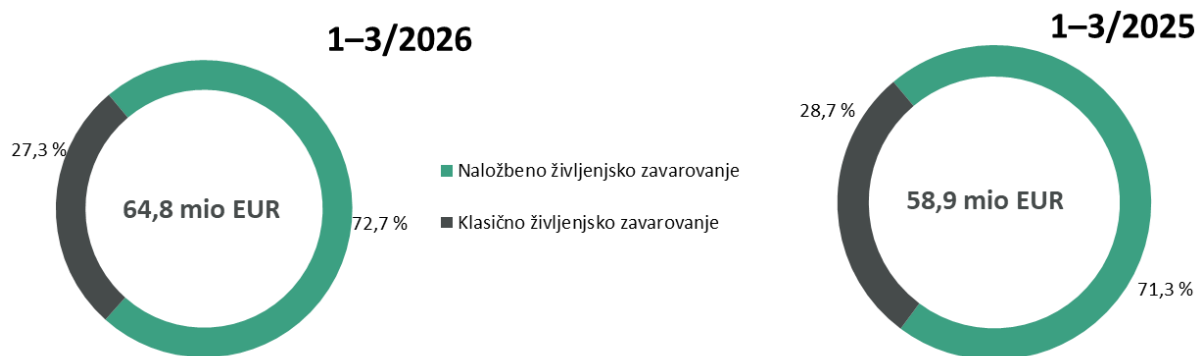 1–3/2026
27,3 %
64,8 mio EUR
72,7 %
Naložbeno življenjsko zavarovanje
Klasično življenjsko zavarovanje
1–3/2025
28,7 %
58,9 mio EUR
71,3 %